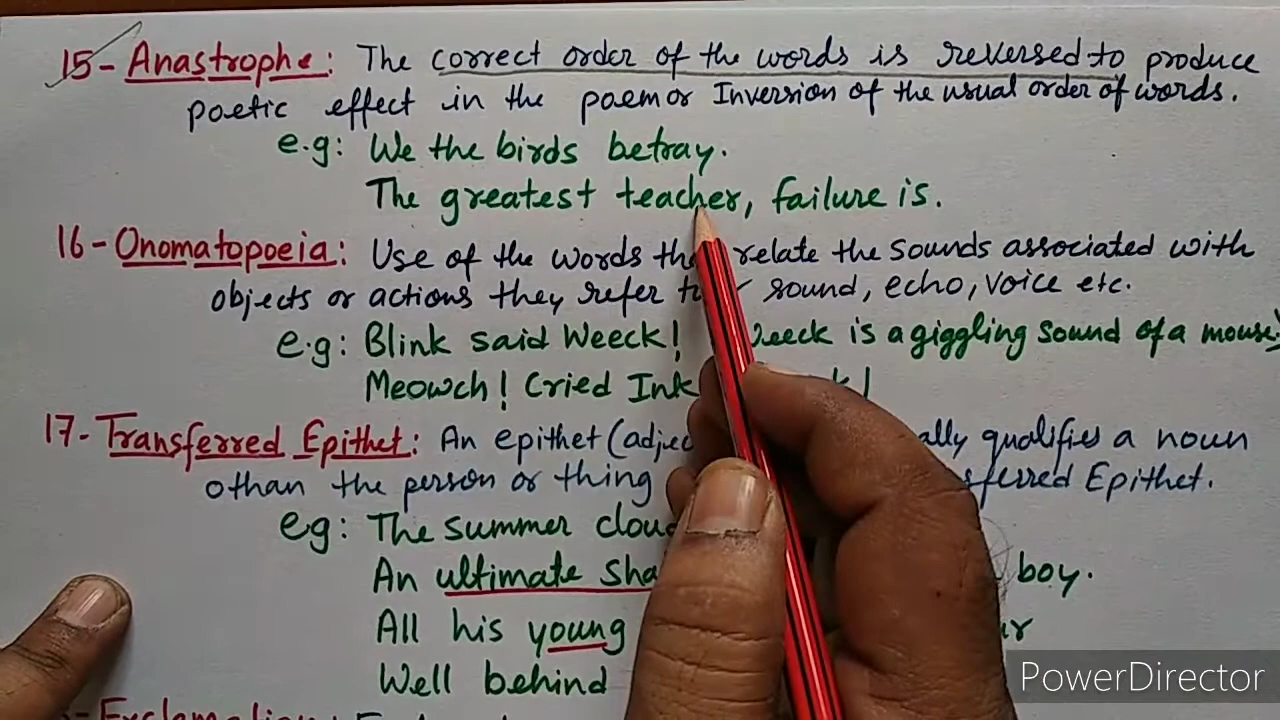 15- Anastrophe: The correct order of the words is reversed to produce
poetic effect in the poem or Inversion of the usual order of words.
e.g: We the birds betray.
The greatest teacher, failure is.
16- Onomatopoeia: Use of the words relate the sounds associated with
objects or actions they refer sound, echo, voice etc.
e.g: Blink said Weeck! is a giggling sound of a mouse)
Meowch! Cried Ink
17- Transferred Epithet: An epithet qualifies a noun
othan the person or thing Epithet.
eg: The summer
An ultimate boy.
All his young
Well behind
PowerDirector